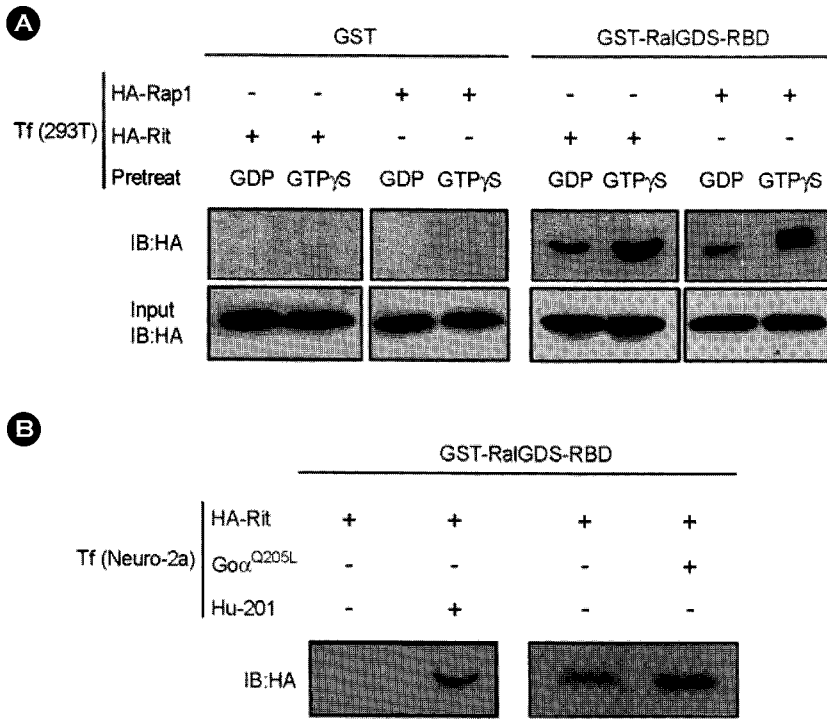 A
GST GST-RalGDS-RBD
HA-Rap1 - - + + - - + +
Tf (293T) HA-Rit + + - - + + - -
Pretreat GDP GTPγS GDP GTPγS GDP GTPγS GDP GTPγS
IB:HA
Input
IB:HA
B
GST-RalGDS-RBD
HA-Rit + + + +
Tf (Neuro-2a) Goα^Q205L - - - +
Hu-201 - + - -
IB:HA